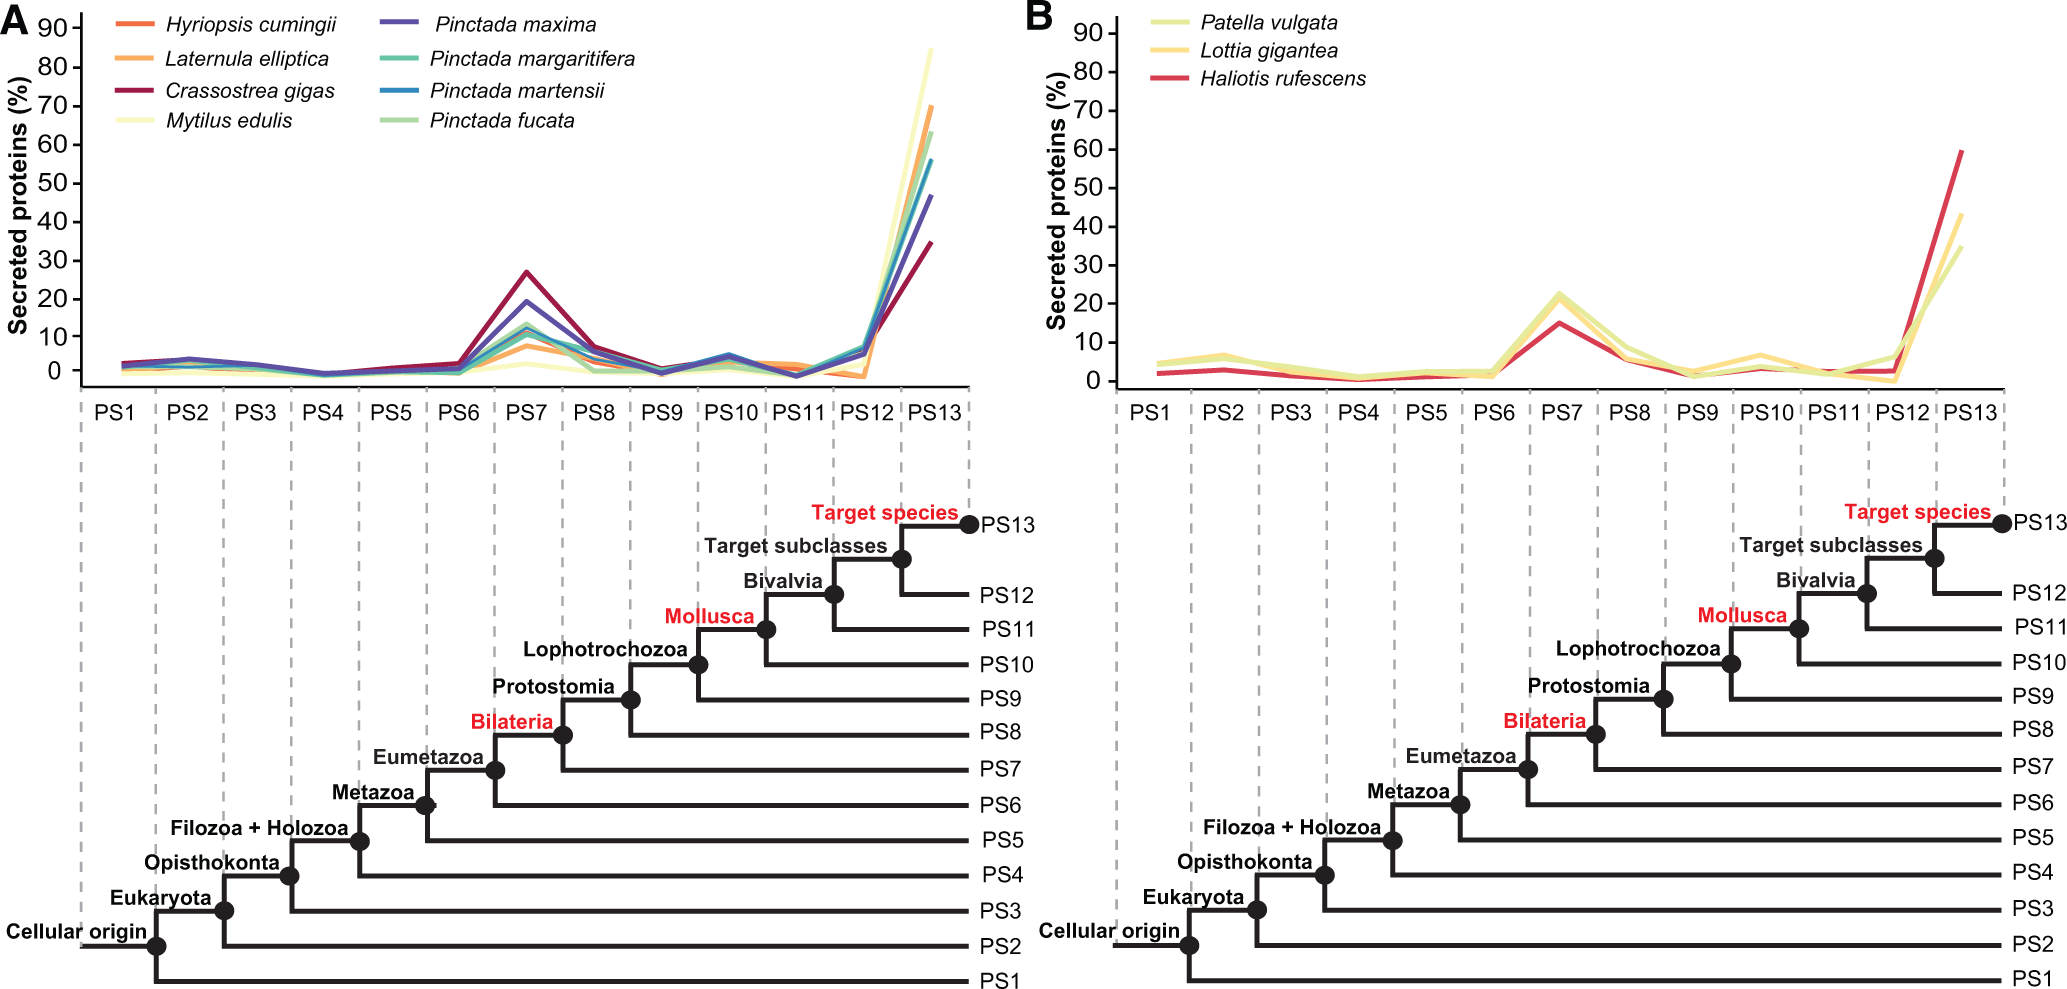 A
Secreted proteins (%)
90
80
70
60
50
40
30
20
10
0
Hyriopsis cumingii
Laternula elliptica
Crassostrea gigas
Mytilus edulis
Pinctada maxima
Pinctada margaritifera
Pinctada martensii
Pinctada fucata
PS1 PS2 PS3 PS4 PS5 PS6 PS7 PS8 PS9 PS10 PS11 PS12 PS13
Target species
PS13
Target subclasses
Bivalvia
PS12
Mollusca
PS11
Lophotrochozoa
PS10
Protostomia
PS9
Bilateria
PS8
Eumetazoa
PS7
Metazoa
PS6
Filozoa + Holozoa
PS5
Opisthokonta
PS4
Eukaryota
PS3
Cellular origin
PS2
PS1
B
Secreted proteins (%)
90
80
70
60
50
40
30
20
10
0
Patella vulgata
Lottia gigantea
Haliotis rufescens
PS1 PS2 PS3 PS4 PS5 PS6 PS7 PS8 PS9 PS10 PS11 PS12 PS13
Target species
PS13
Target subclasses
Bivalvia
PS12
Mollusca
PS11
Lophotrochozoa
PS10
Protostomia
PS9
Bilateria
PS8
Eumetazoa
PS7
Metazoa
PS6
Filozoa + Holozoa
PS5
Opisthokonta
PS4
Eukaryota
PS3
Cellular origin
PS2
PS1